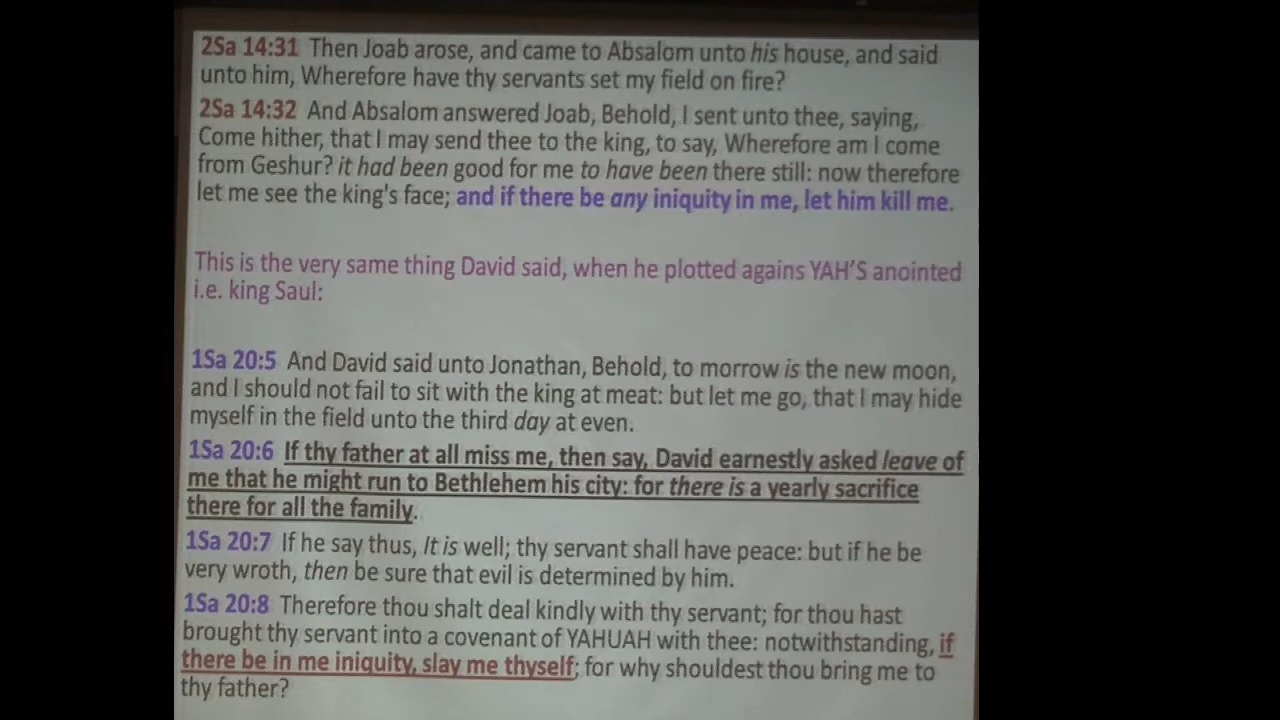 2Sa 14:31 Then Joab arose, and came to Absalom unto his house, and said
unto him, Wherefore have thy servants set my field on fire?
2Sa 14:32 And Absalom answered Joab, Behold, I sent unto thee, saying,
Come hither, that I may send thee to the king, to say, Wherefore am I come
from Geshur? it had been good for me to have been there still: now therefore
let me see the king's face; and if there be any iniquity in me, let him kill me.
This is the very same thing David said, when he plotted agains YAH'S anointed
i.e. king Saul:
1Sa 20:5 And David said unto Jonathan, Behold, to morrow is the new moon,
and I should not fail to sit with the king at meat: but let me go, that I may hide
myself in the field unto the third day at even.
1Sa 20:6 If thy father at all miss me, then say, David earnestly asked leave of
me that he might run to Bethlehem his city: for there is a yearly sacrifice
there for all the family.
1Sa 20:7 If he say thus, It is well; thy servant shall have peace: but if he be
very wroth, then be sure that evil is determined by him.
1Sa 20:8 Therefore thou shalt deal kindly with thy servant; for thou hast
brought thy servant into a covenant of YAHUAH with thee: notwithstanding, if
there be in me iniquity, slay me thyself; for why shouldest thou bring me to
thy father?